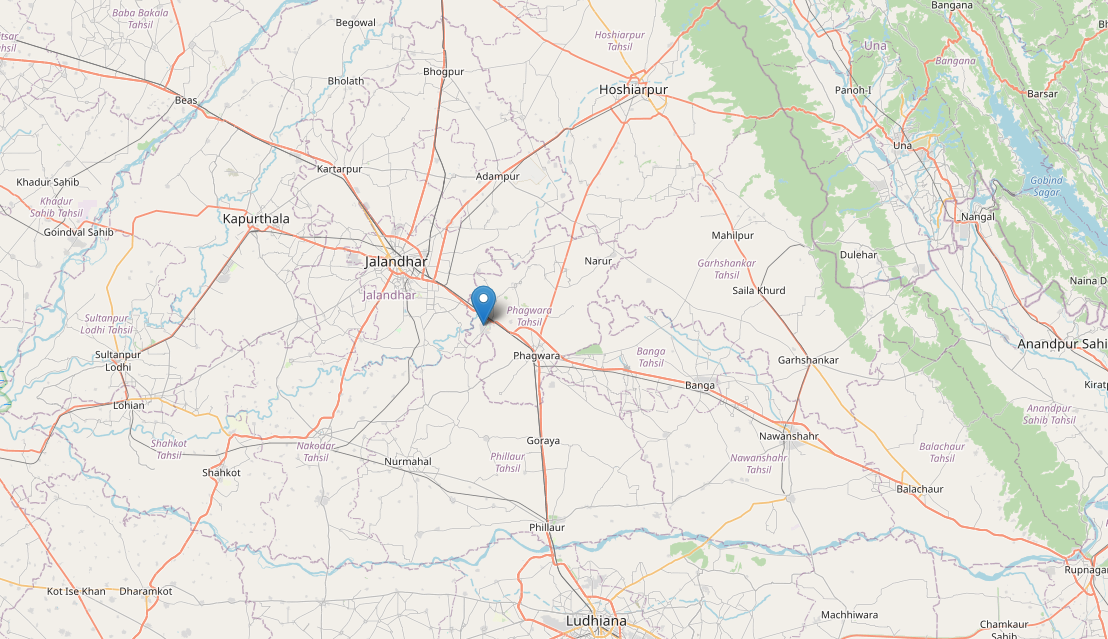 Baba Bakala
Tahsil
Begowal
Hoshiarpur
Tahsil
Bangana
Una
Bangana
Tahsil
Bholath
Bhogpur
Hoshiarpur
Panoh-I
Barsar
Beas
Una
Kartarpur
Adampur
Khadur Sahib
Gobind
Sagar
Khadur
Sahib Tahsil
Kapurthala
Nangal
Goindval Sahib
Mahilpur
Dulehar
Jalandhar
Narur
Garhshankar
Tahsil
Naina D
Jalandhar
Saila Khurd
Phagwara
Tahsil
Sultanpur
Lodhi Tahsil
Anandpur Sahi
Sultanpur
Lodhi
Phagwara
Banga
Tahsil
Garhshankar
Banga
Kiratp
Lohian
Anandpur
Sahib Tahsil
Goraya
Nawanshahr
Shahkot
Tahsil
Nakodar
Tahsil
Balachaur
Tahsil
Nurmahal
Phillaur
Tahsil
Nawanshahr
Tahsil
Shahkot
Balachaur
Phillaur
Rupnagar
Kot Ise Khan
Dharamkot
Ludhiana
Machhiwara
Chamkaur
Sahib